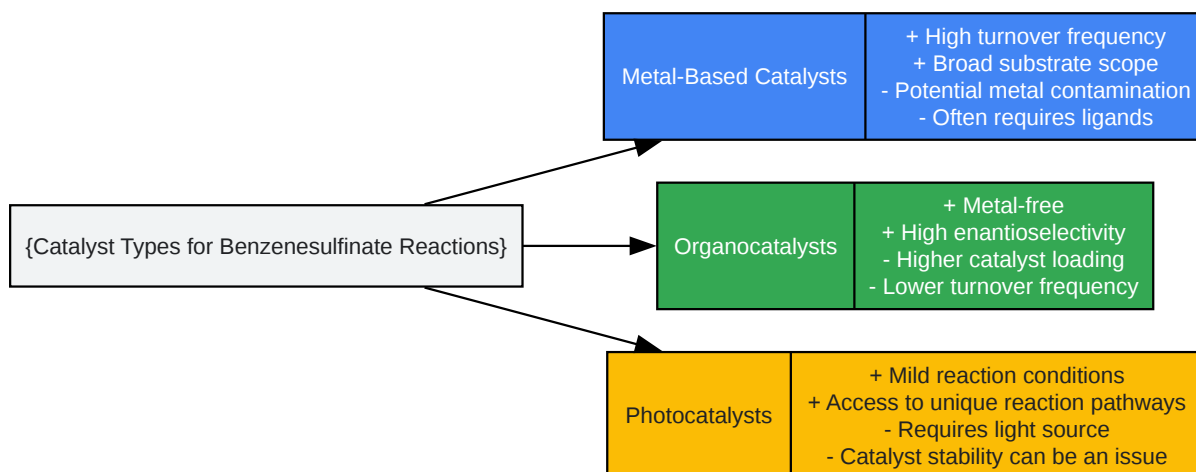 {Catalyst Types for Benzenesulfinate Reactions}
Metal-Based Catalysts
+ High turnover frequency
+ Broad substrate scope
- Potential metal contamination
- Often requires ligands
Organocatalysts
+ Metal-free
+ High enantioselectivity
- Higher catalyst loading
- Lower turnover frequency
Photocatalysts
+ Mild reaction conditions
+ Access to unique reaction pathways
- Requires light source
- Catalyst stability can be an issue